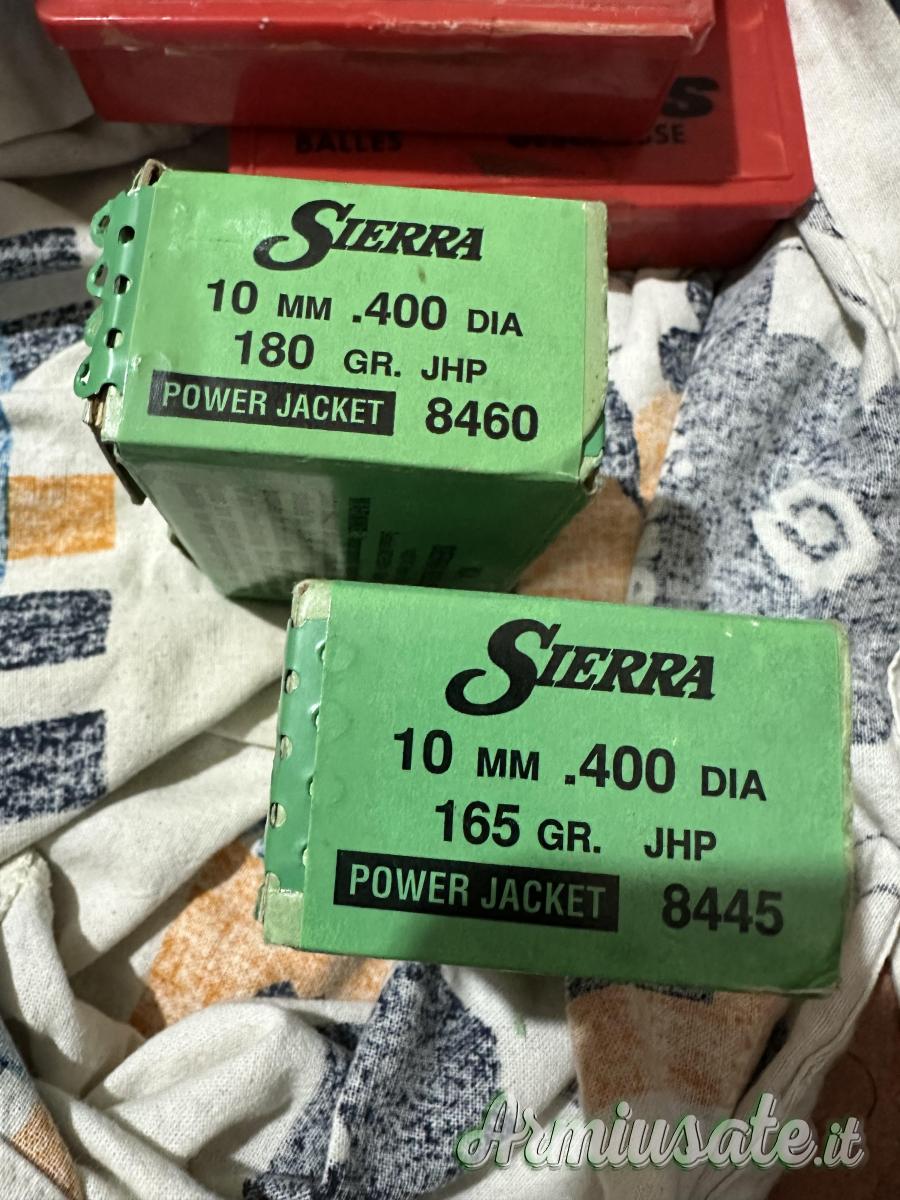 BALLES
SIERRA
10 MM .400 DIA
180 GR. JHP
POWER JACKET 8460
SIERRA
10 MM .400 DIA
165 GR. JHP
POWER JACKET 8445
Armiusate.it